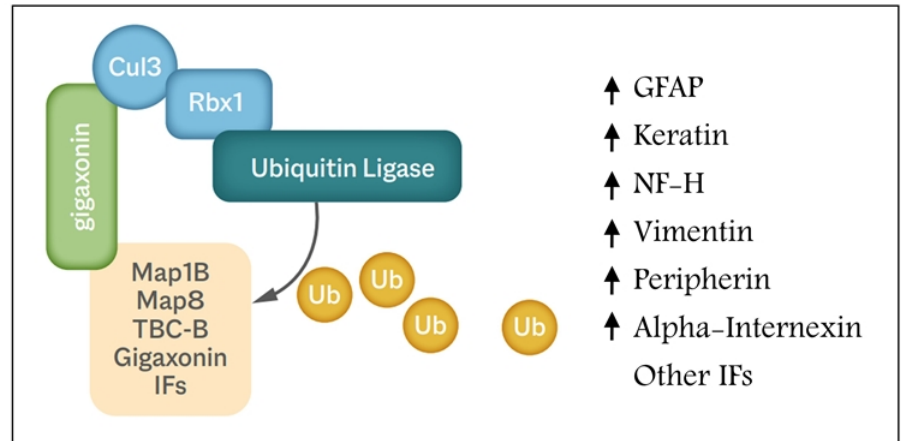 Cul3
Rbx1
gigaxonin
Ubiquitin Ligase
Map1B
Map8
TBC-B
Gigaxonin
IFs
Ub
Ub
Ub
Ub
GFAP
Keratin
NF-H
Vimentin
Peripherin
Alpha-Internexin
Other IFs